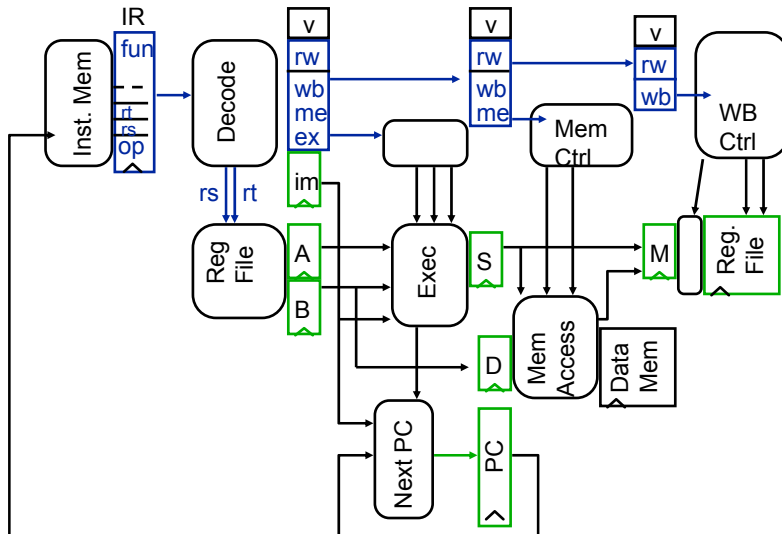 IR
fun
rt
rs
op
Inst. Mem
Decode
rs rt
v
rw
wb
me
ex
im
v
rw
wb
me
Mem
Ctrl
v
rw
wb
WB
Ctrl
Reg
File
A
B
Exec
S
M
Reg.
File
D
Mem
Access
Data
Mem
Next PC
PC